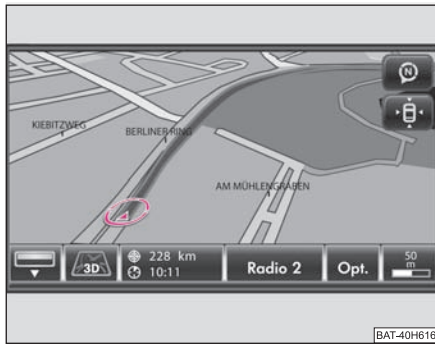 N
KIEBITZWEG
BERLINER RING
AM MÜHLENGRABEN
3D
228 km
10:11
Radio 2
Opt.
50
m
BAT-40H616